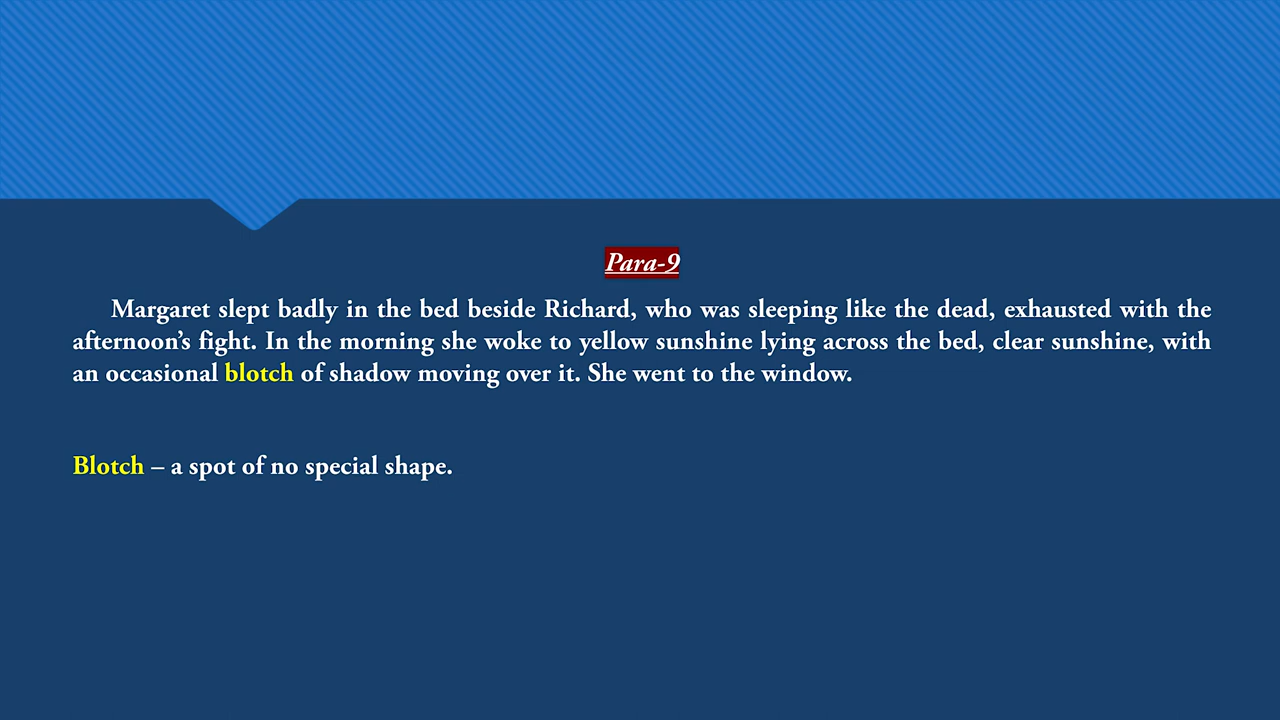 Para-9
Margaret slept badly in the bed beside Richard, who was sleeping like the dead, exhausted with the
afternoon’s fight. In the morning she woke to yellow sunshine lying across the bed, clear sunshine, with
an occasional blotch of shadow moving over it. She went to the window.
Blotch – a spot of no special shape.